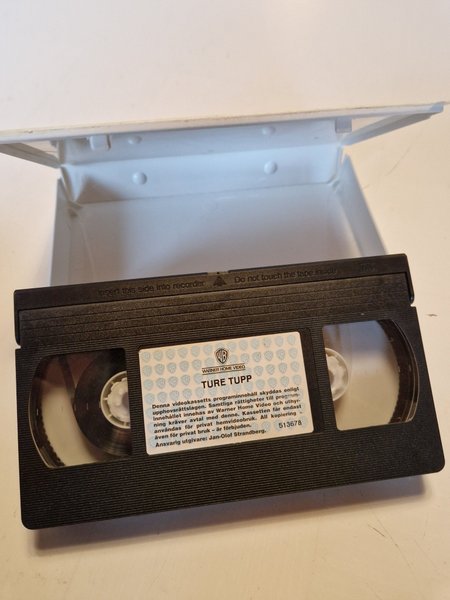 Insert this side into recorder Do not touch the tape inside
WARNER HOME VIDEO
TURE TUPP
Denna videokassetts programinnehåll skyddas enligt
upphovsrättslagen. Samtliga rättigheter till program-
innehållet innehas av Warner Home Video och uthyr-
ning kräver avtal med denne. Kassetten får endast
användas för privat hemvideobruk. All kopiering –
även för privat bruk – är förbjuden.
Ansvarig utgivare: Jan-Olof Strandberg.
513678